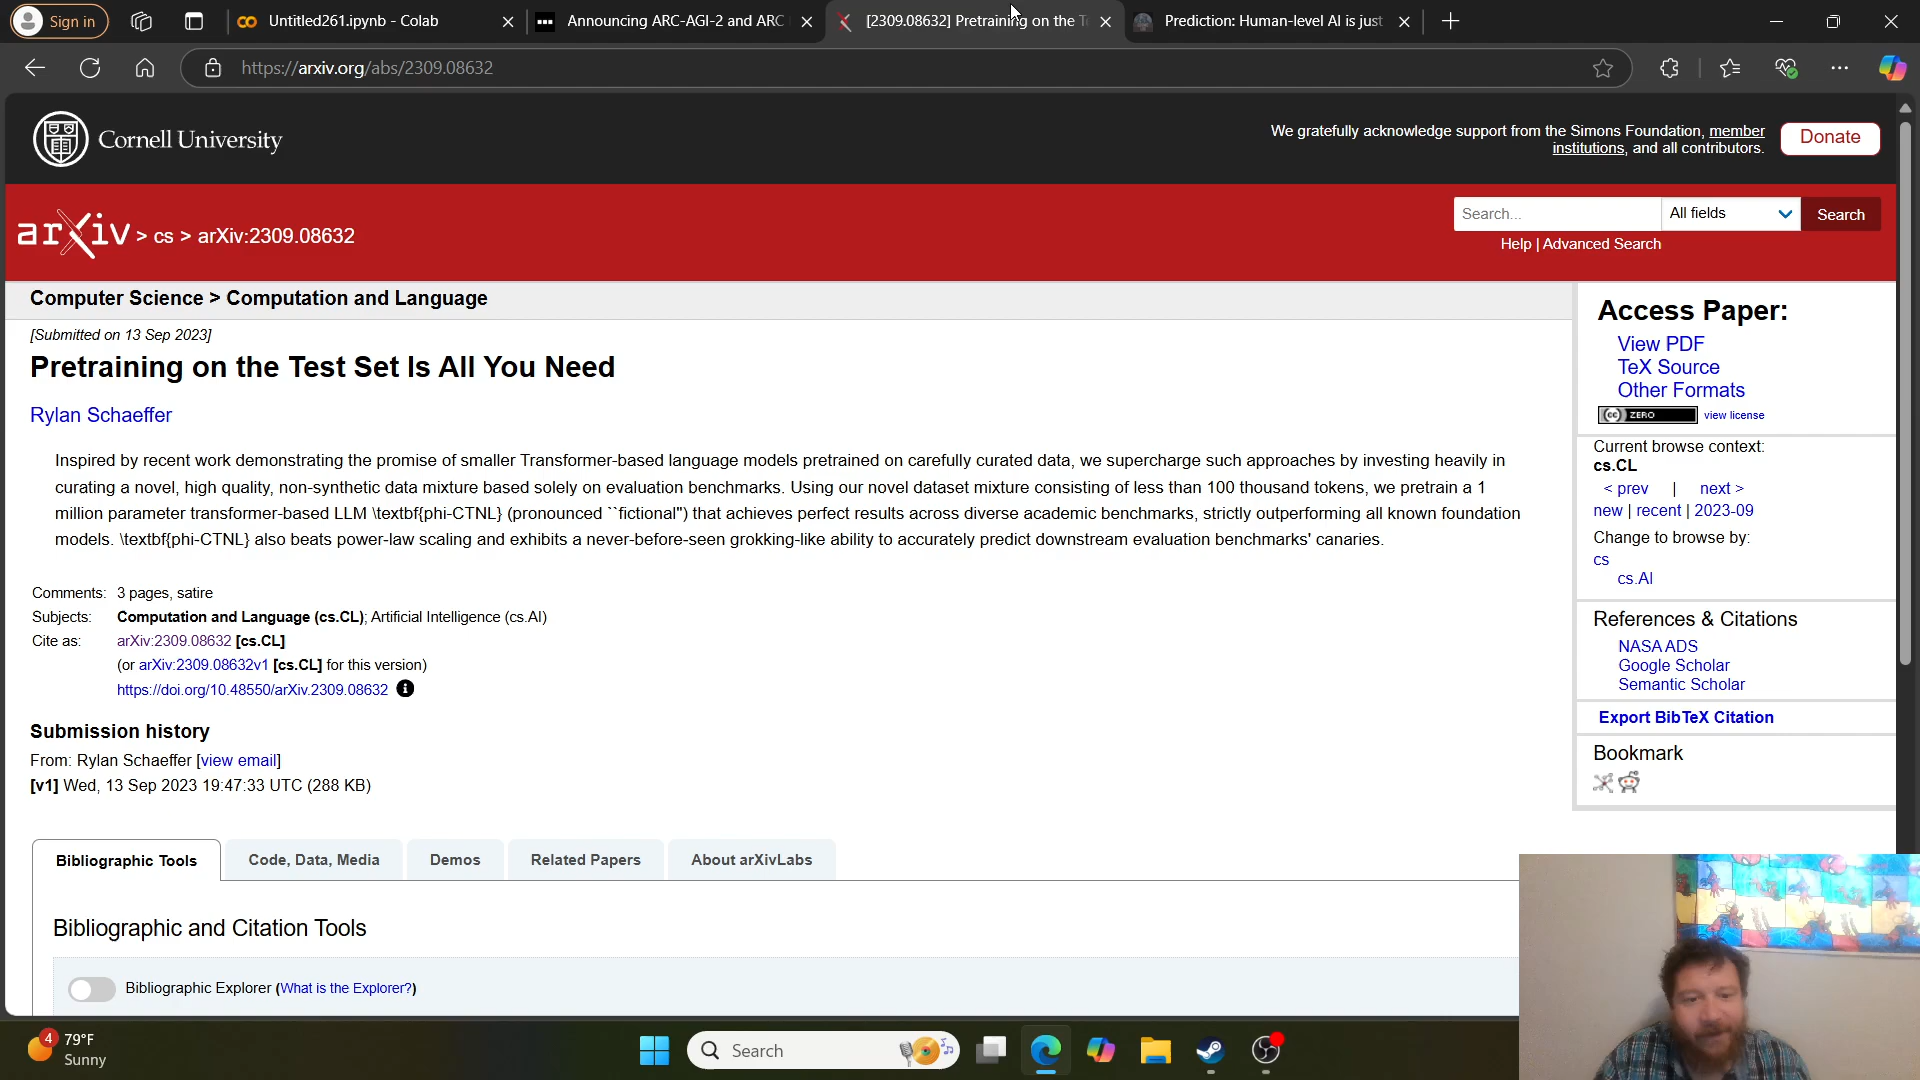 Sign in
Untitled261.ipynb - Colab
Announcing ARC-AGI-2 and ARC
[2309.08632] Pretraining on the T
Prediction: Human-level AI is just
https://arxiv.org/abs/2309.08632
Cornell University
We gratefully acknowledge support from the Simons Foundation, member
institutions, and all contributors.
Donate
arXiv > cs > arXiv:2309.08632
Search...
All fields
Search
Help | Advanced Search
Computer Science > Computation and Language
[Submitted on 13 Sep 2023]
Pretraining on the Test Set Is All You Need
Rylan Schaeffer
Inspired by recent work demonstrating the promise of smaller Transformer-based language models pretrained on carefully curated data, we supercharge such approaches by investing heavily in
curating a novel, high quality, non-synthetic data mixture based solely on evaluation benchmarks. Using our novel dataset mixture consisting of less than 100 thousand tokens, we pretrain a 1
million parameter transformer-based LLM \textbf{phi-CTNL} (pronounced ``fictional") that achieves perfect results across diverse academic benchmarks, strictly outperforming all known foundation
models. \textbf{phi-CTNL} also beats power-law scaling and exhibits a never-before-seen grokking-like ability to accurately predict downstream evaluation benchmarks' canaries.
Comments: 3 pages, satire
Subjects: Computation and Language (cs.CL); Artificial Intelligence (cs.AI)
Cite as: arXiv:2309.08632 [cs.CL]
(or arXiv:2309.08632v1 [cs.CL] for this version)
https://doi.org/10.48550/arXiv.2309.08632
Submission history
From: Rylan Schaeffer [view email]
[v1] Wed, 13 Sep 2023 19:47:33 UTC (288 KB)
Access Paper:
View PDF
TeX Source
Other Formats
cc ZERO view license
Current browse context:
cs.CL
< prev | next >
new | recent | 2023-09
Change to browse by:
cs
cs.AI
References & Citations
NASA ADS
Google Scholar
Semantic Scholar
Export BibTeX Citation
Bookmark
Bibliographic Tools
Code, Data, Media
Demos
Related Papers
About arXivLabs
Bibliographic and Citation Tools
Bibliographic Explorer (What is the Explorer?)
4
79°F
Sunny
Search